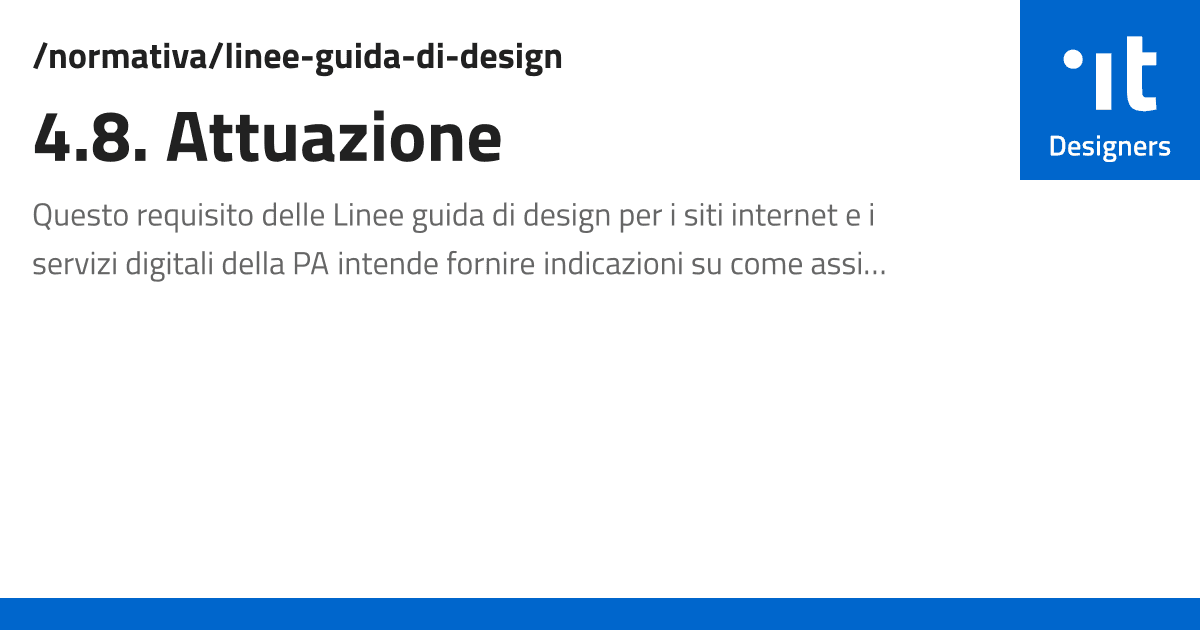 /normativa/linee-guida-di-design
4.8. Attuazione
Questo requisito delle Linee guida di design per i siti internet e i
servizi digitali della PA intende fornire indicazioni su come assi...
it
Designers